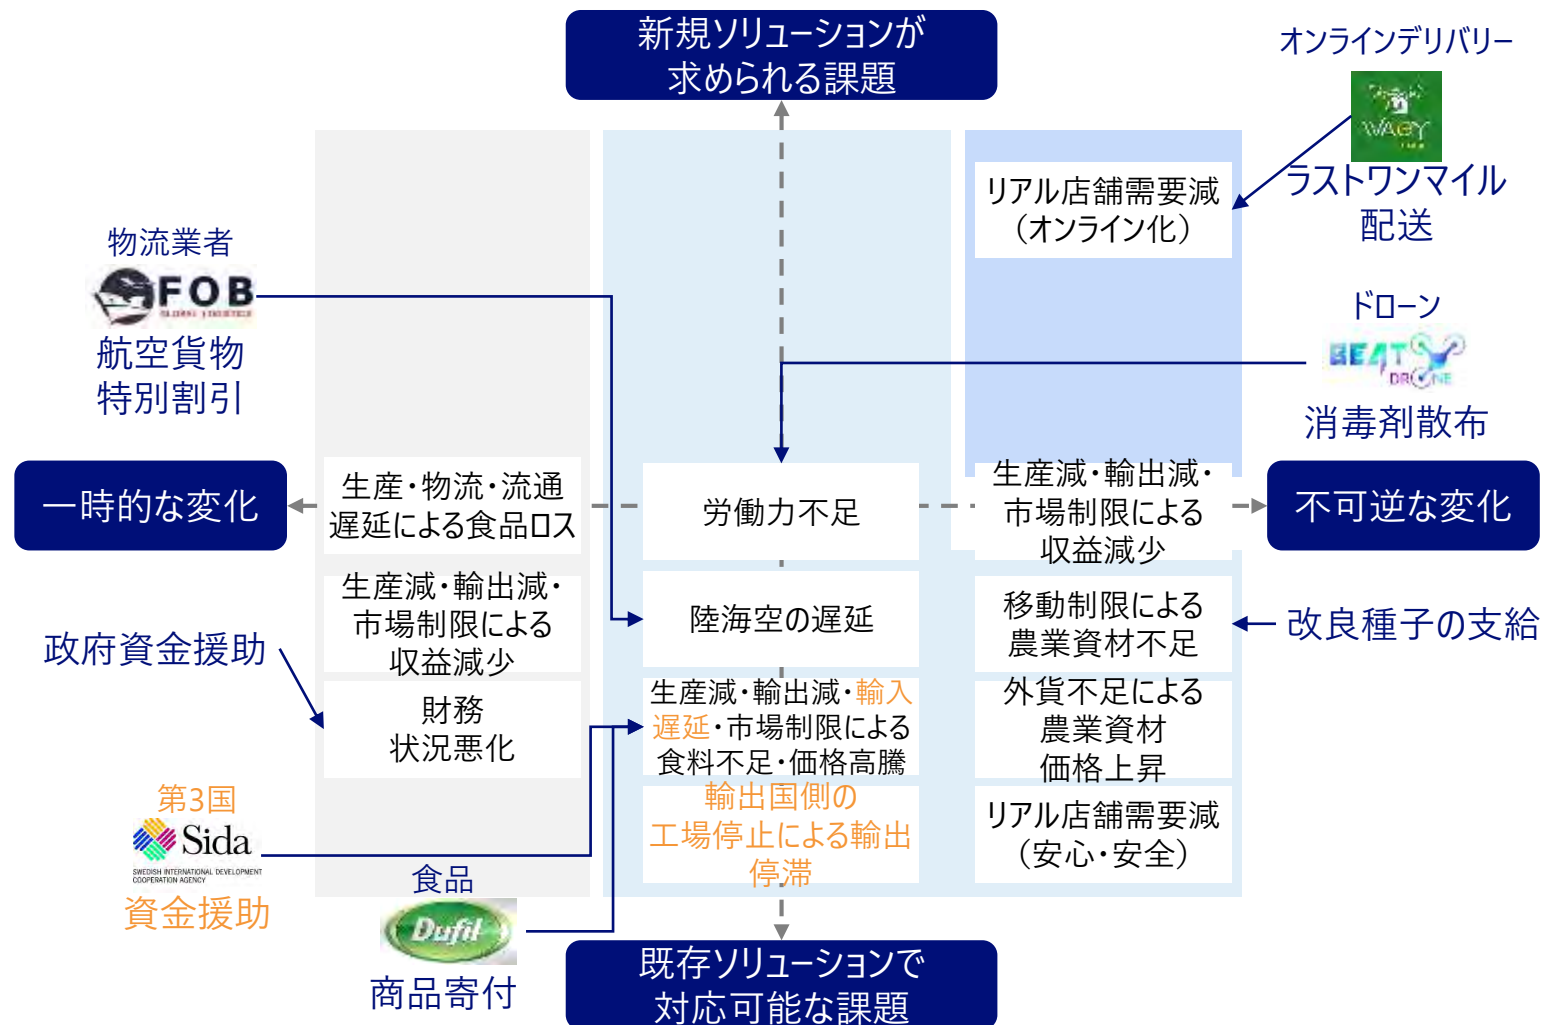 新規ソリューションが
求められる課題
オンラインデリバリー
WAEY
ラストワンマイル
配送
リアル店舗需要減
（オンライン化）
物流業者
FOB
GLOBAL LOGISTICS
航空貨物
特別割引
ドローン
BEAT
DRONE
消毒剤散布
一時的な変化
生産・物流・流通
遅延による食品ロス
労働力不足
生産減・輸出減・
市場制限による
収益減少
不可逆な変化
生産減・輸出減・
市場制限による
収益減少
陸海空の遅延
移動制限による
農業資材不足
改良種子の支給
政府資金援助
財務
状況悪化
生産減・輸出減・輸入
遅延・市場制限による
食料不足・価格高騰
外貨不足による
農業資材
価格上昇
第3国
Sida
SWEDISH INTERNATIONAL DEVELOPMENT
COOPERATION AGENCY
資金援助
輸出国側の
工場停止による輸出
停滞
リアル店舗需要減
（安心・安全）
食品
Dufil
商品寄付
既存ソリューションで
対応可能な課題